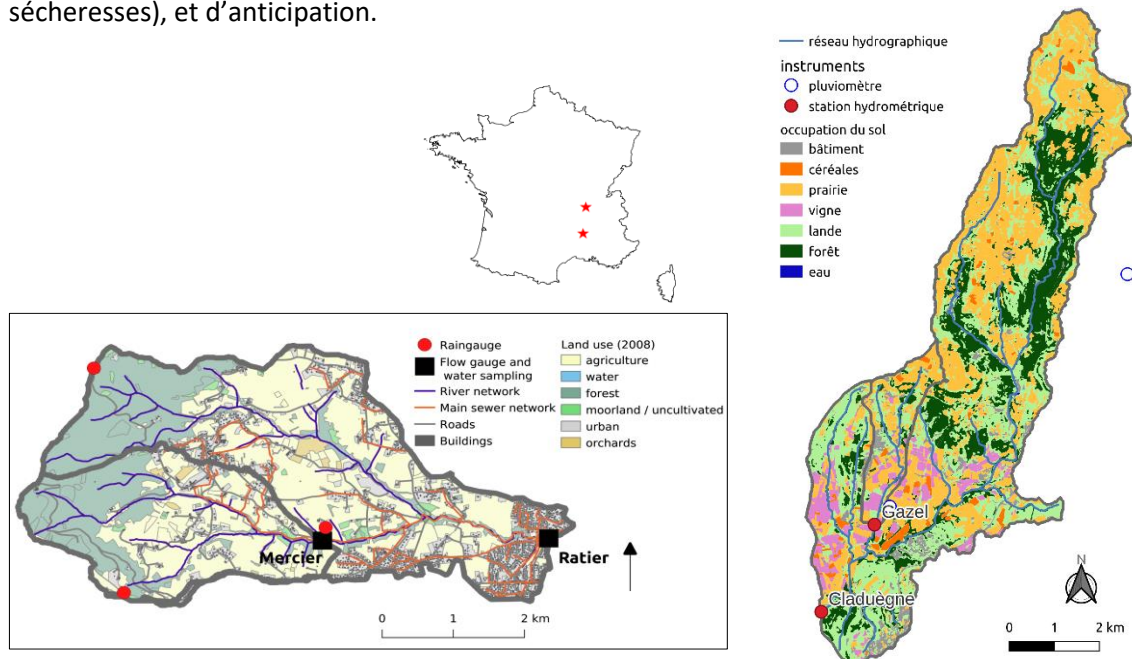 sécheresses), et d’anticipation.
Raingauge
Flow gauge and
water sampling
River network
Main sewer network
Roads
Buildings
Land use (2008)
agriculture
water
forest
moorland / uncultivated
urban
orchards
Mercier
Ratier
0 1 2 km
réseau hydrographique
instruments
pluviomètre
station hydrométrique
occupation du sol
bâtiment
céréales
prairie
vigne
lande
forêt
eau
Gazel
Claduègne
N
0 1 2 km